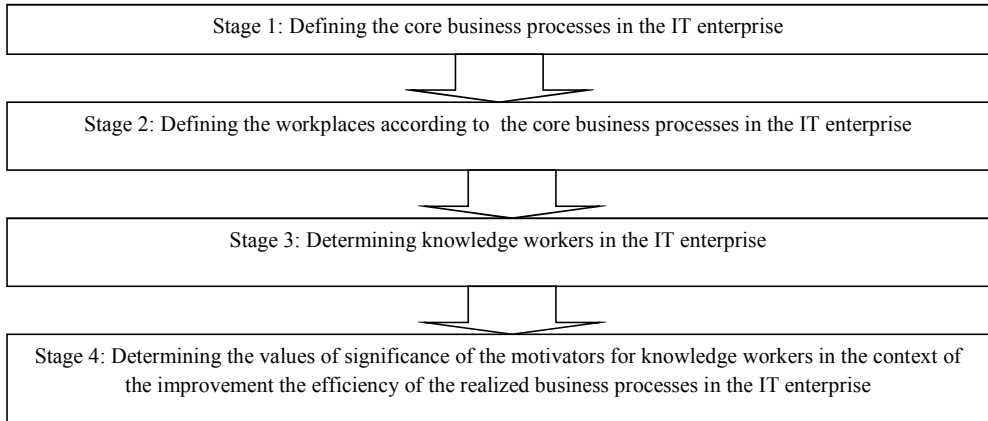 Stage 1: Defining the core business processes in the IT enterprise
Stage 2: Defining the workplaces according to the core business processes in the IT enterprise
Stage 3: Determining knowledge workers in the IT enterprise
Stage 4: Determining the values of significance of the motivators for knowledge workers in the context of
the improvement the efficiency of the realized business processes in the IT enterprise